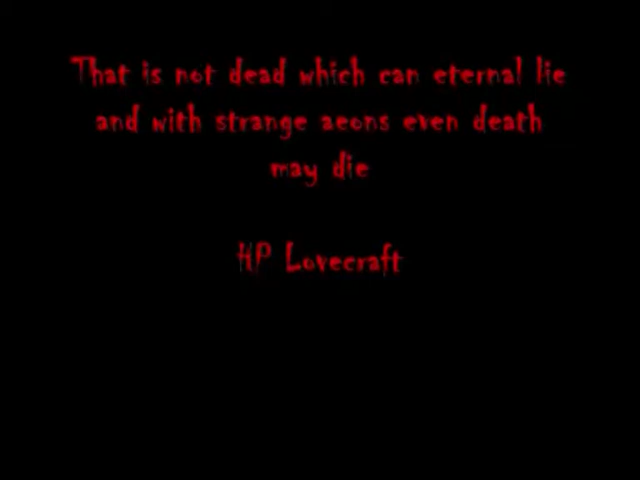 That is not dead which can eternal lie
and with strange aeons even death
may die
HP Lovecraft